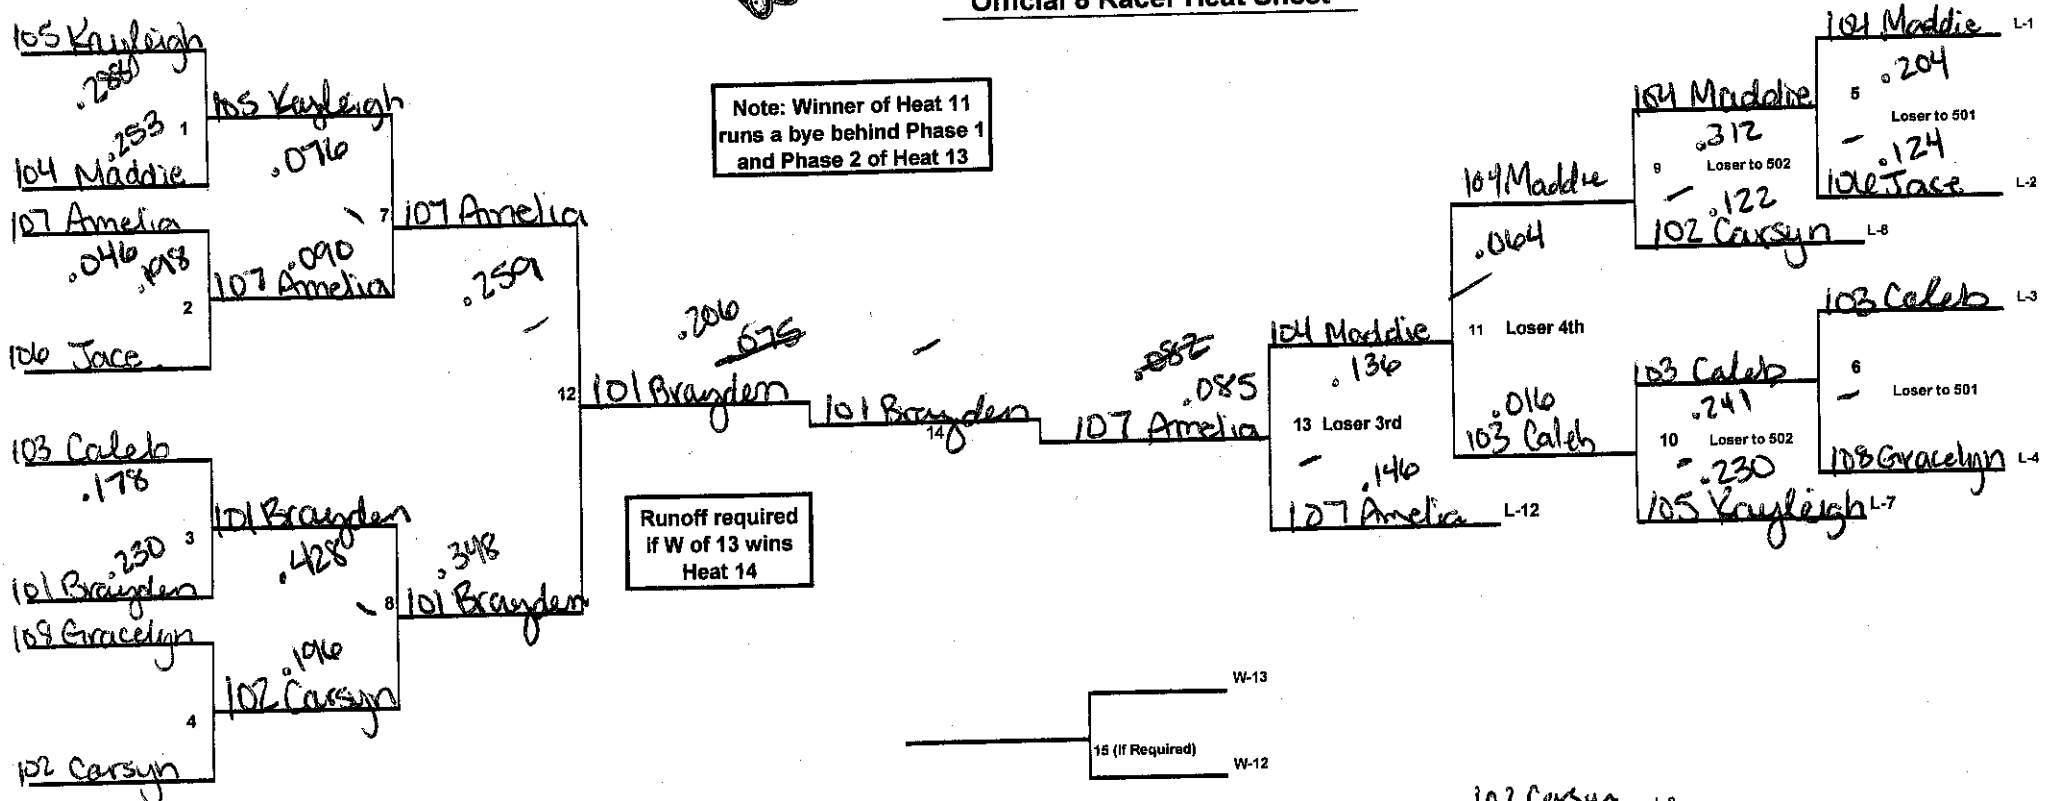 Official 8 Racer Heat Sheet
105 Kayleigh
.253
1
104 Maddie
105 Kayleigh
.076
107 Amelia
.046 .198
2
106 Jace
7
.090
107 Amelia
107 Amelia
.259
103 Caleb
.178
3
.230
101 Brayden
101 Brayden
.428
108 Gracelyn
4
102 Carsyn
8
.196
102 Carsyn
.348
101 Brayden
12
Note: Winner of Heat 11
runs a bye behind Phase 1
and Phase 2 of Heat 13
.206
.075
101 Brayden
101 Brayden
14
Runoff required
if W of 13 wins
Heat 14
.082
.085
107 Amelia
104 Maddie
.136
13 Loser 3rd
.146
107 Amelia L-12
104 Maddie
.064
11 Loser 4th
.016
103 Caleb
104 Maddie
.312
9 Loser to 502
.122
102 Carsyn L-8
103 Caleb
.241
10 Loser to 502
.230
105 Kayleigh L-7
104 Maddie L-1
.204
5
Loser to 501
.124
106 Jace L-2
103 Caleb L-3
6
Loser to 501
108 Gracelyn L-4
W-13
15 (If Required)
W-12
102 Carsyn